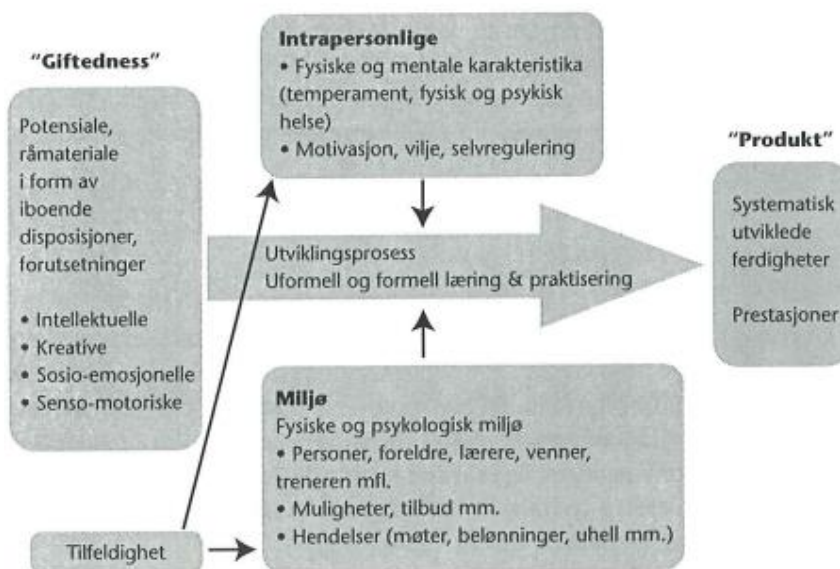 "Giftedness"
Potensiale,
råmateriale
i form av
iboende
disposisjoner,
forutsetninger
• Intellektuelle
• Kreative
• Sosio-emosjonelle
• Senso-motoriske
Intrapersonlige
• Fysiske og mentale karakteristika
(temperament, fysisk og psykisk
helse)
• Motivasjon, vilje, selvregulering
Utviklingsprosess
Uformell og formell læring & praktisering
Miljø
Fysiske og psykologisk miljø
• Personer, foreldre, lærere, venner,
treneren mfl.
• Muligheter, tilbud mm.
• Hendelser (møter, belønninger, uhell mm.)
Tilfeldighet
"Produkt"
Systematisk
utviklede
ferdigheter
Prestasjoner